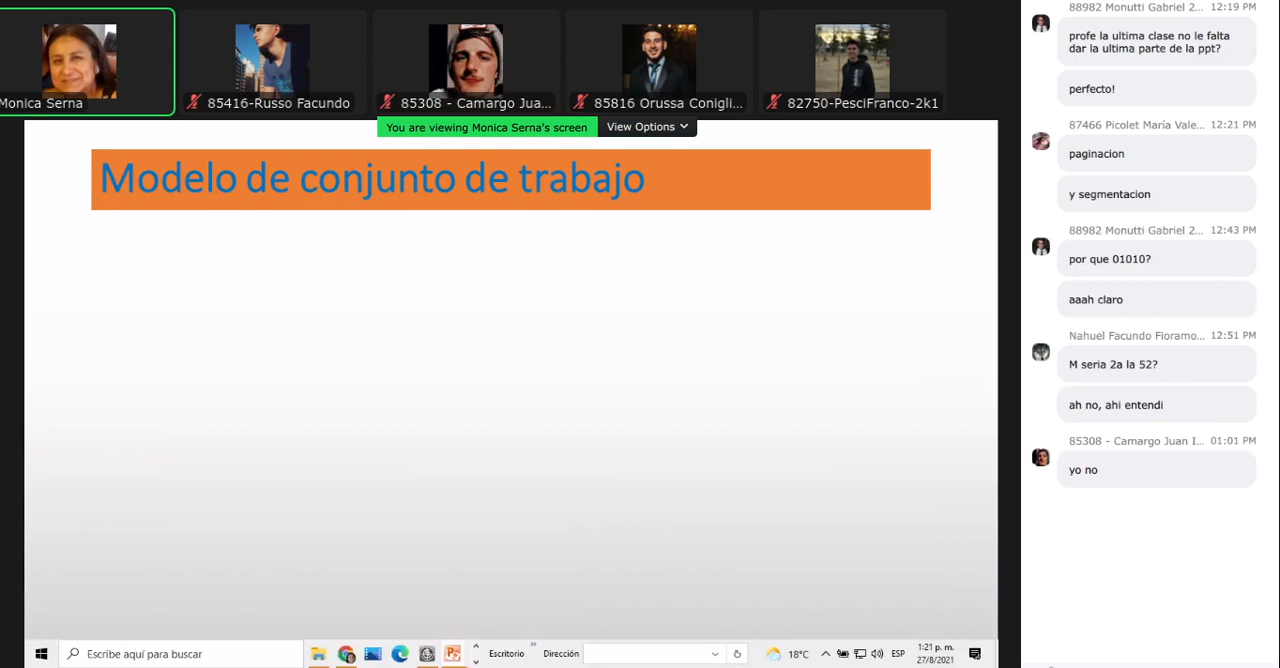 Monica Serna
85416-Russo Facundo
85308 - Camargo Jua...
85816 Orussa Conigli...
82750-PesciFranco-2k1
You are viewing Monica Serna's screen
View Options
Modelo de conjunto de trabajo
Escribe aquí para buscar
Escritorio
»
Dirección
18°C
ESP
1:21 p. m.
27/8/2021
88982 Monutti Gabriel 2... 12:19 PM
profe la ultima clase no le falta
dar la ultima parte de la ppt?
perfecto!
87466 Picolet María Vale... 12:21 PM
paginacion
y segmentacion
88982 Monutti Gabriel 2... 12:43 PM
por que 01010?
aaah claro
Nahuel Facundo Fioramo... 12:51 PM
M seria 2a la 52?
ah no, ahi entendi
85308 - Camargo Juan I... 01:01 PM
yo no